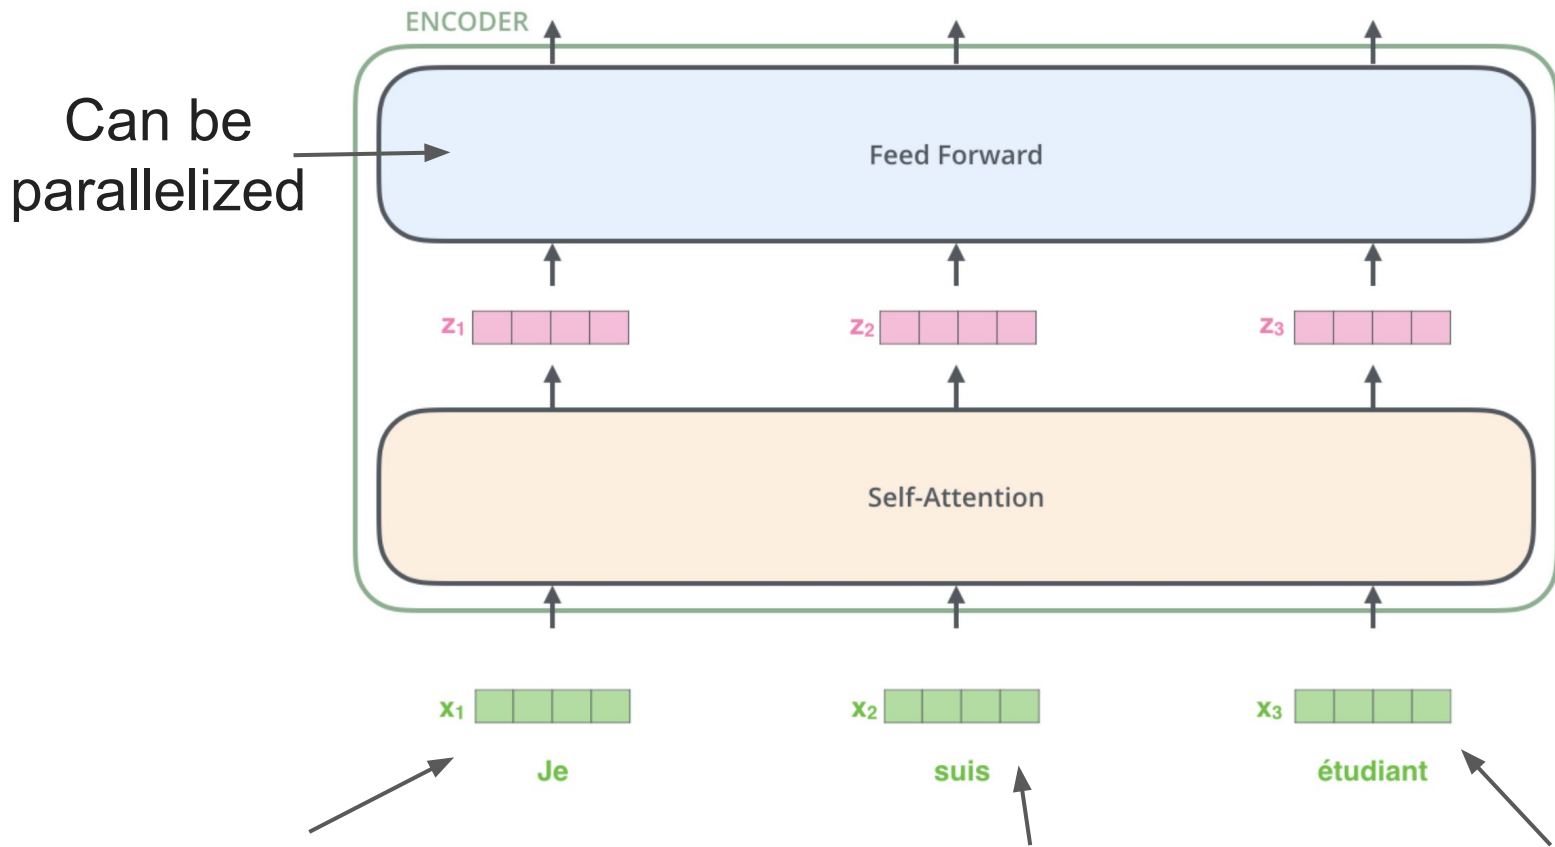 ENCODER
Can be
parallelized
Feed Forward
z₁ z₂ z₃
Self-Attention
x₁ x₂ x₃
Je suis étudiant